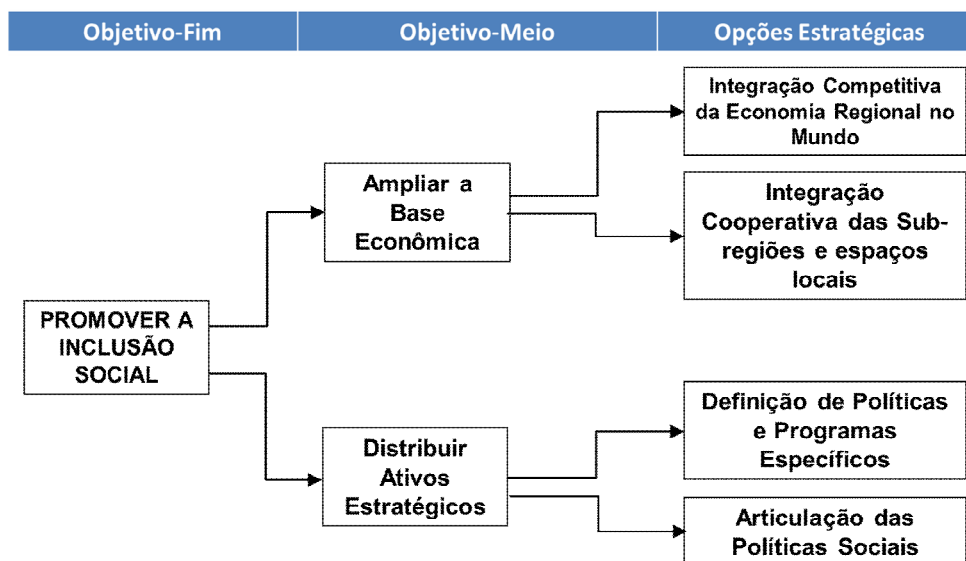 Objetivo-Fim
Objetivo-Meio
Opções Estratégicas
Integração Competitiva
da Economia Regional no
Mundo
Ampliar a
Base
Econômica
Integração
Cooperativa das Sub-
regiões e espaços
locais
PROMOVER A
INCLUSÃO
SOCIAL
Definição de Políticas
e Programas
Específicos
Distribuir
Ativos
Estratégicos
Articulação das
Políticas Sociais